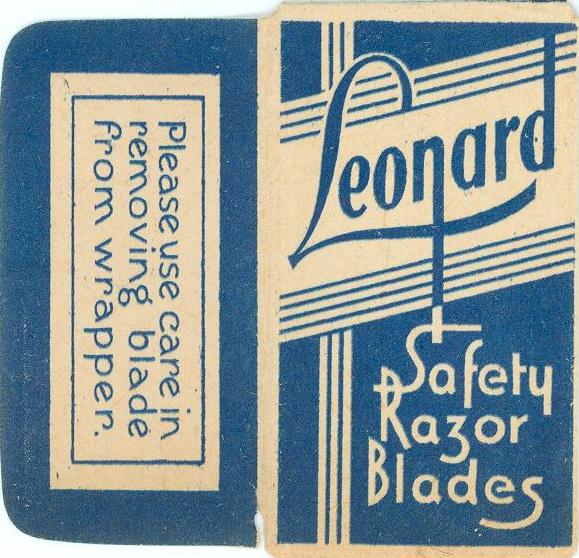 Please use care in
removing blade
from wrapper.
Leonard
Safety
Razor
Blades